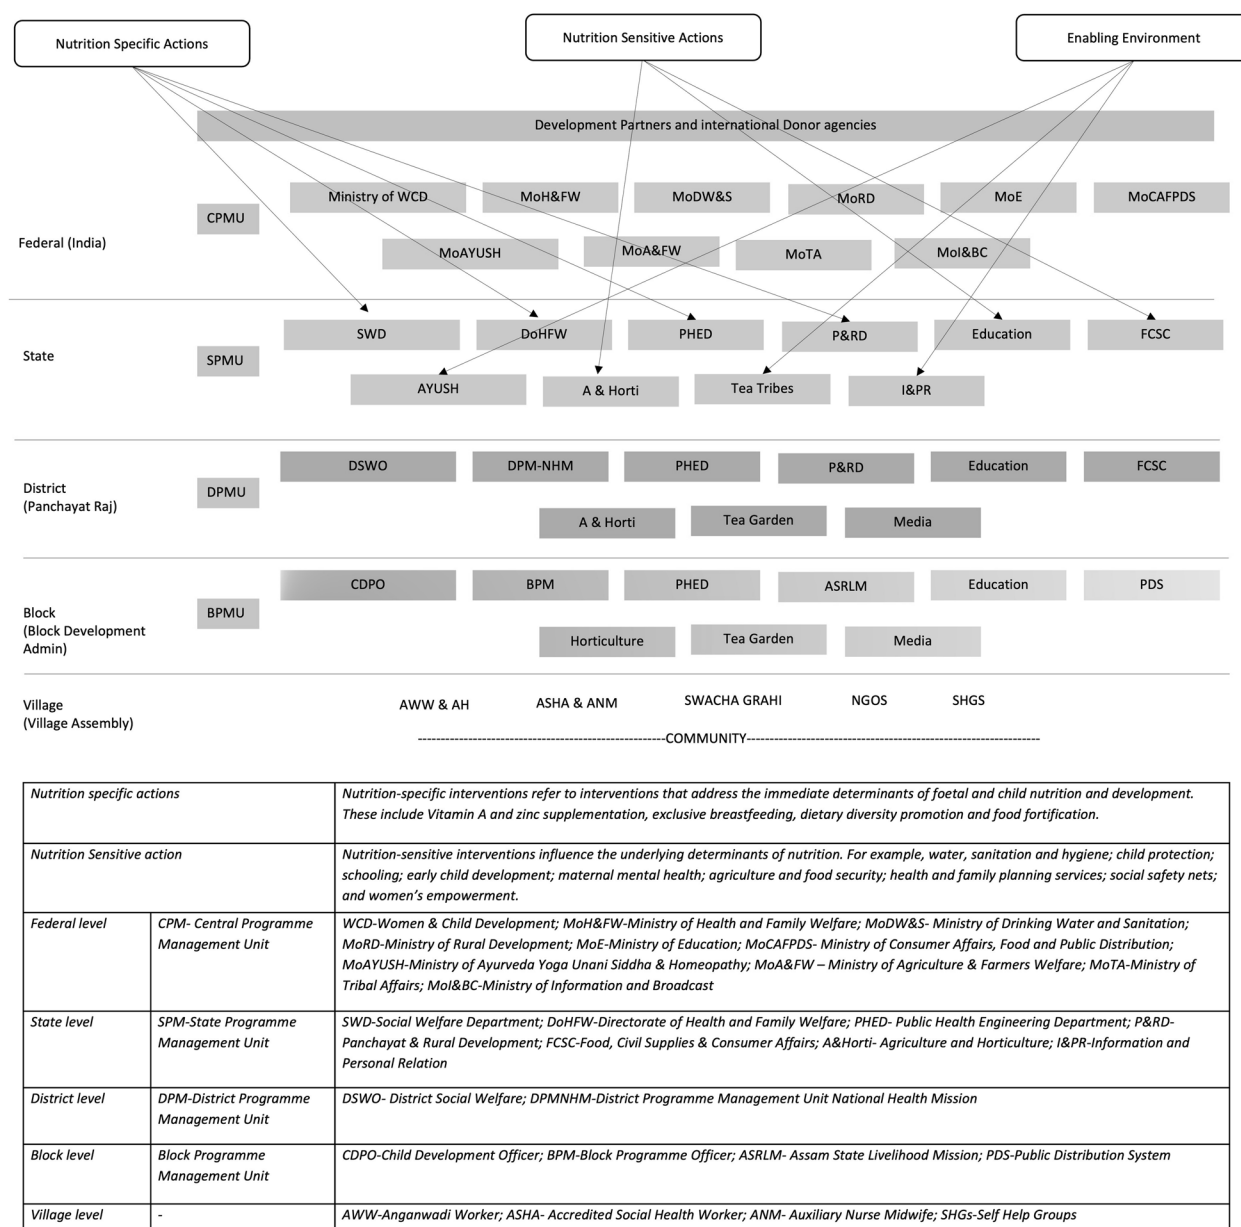 Nutrition Specific Actions
Nutrition Sensitive Actions
Enabling Environment
Development Partners and international Donor agencies
Federal (India)
CPMU
Ministry of WCD
MoH&FW
MoDW&S
MoRD
MoE
MoCAFPDS
MoAYUSH
MoA&FW
MoTA
MoI&BC
State
SPMU
SWD
DoHFW
PHED
P&RD
Education
FCSC
AYUSH
A & Horti
Tea Tribes
I&PR
District
(Panchayat Raj)
DPMU
DSWO
DPM-NHM
PHED
P&RD
Education
FCSC
A & Horti
Tea Garden
Media
Block
(Block Development
Admin)
BPMU
CDPO
BPM
PHED
ASRLM
Education
PDS
Horticulture
Tea Garden
Media
Village
(Village Assembly)
AWW & AH
ASHA & ANM
SWACHA GRAHI
NGOS
SHGS
COMMUNITY
Nutrition specific actions
Nutrition-specific interventions refer to interventions that address the immediate determinants of foetal and child nutrition and development.
These include Vitamin A and zinc supplementation, exclusive breastfeeding, dietary diversity promotion and food fortification.
Nutrition Sensitive action
Nutrition-sensitive interventions influence the underlying determinants of nutrition. For example, water, sanitation and hygiene; child protection;
schooling; early child development; maternal mental health; agriculture and food security; health and family planning services; social safety nets;
and women's empowerment.
Federal level
CPM- Central Programme
Management Unit
WCD-Women & Child Development; MoH&FW-Ministry of Health and Family Welfare; MoDW&S- Ministry of Drinking Water and Sanitation;
MoRD-Ministry of Rural Development; MoE-Ministry of Education; MoCAFPDS- Ministry of Consumer Affairs, Food and Public Distribution;
MoAYUSH-Ministry of Ayurveda Yoga Unani Siddha & Homeopathy; MoA&FW – Ministry of Agriculture & Farmers Welfare; MoTA-Ministry of
Tribal Affairs; MoI&BC-Ministry of Information and Broadcast
State level
SPM-State Programme
Management Unit
SWD-Social Welfare Department; DoHFW-Directorate of Health and Family Welfare; PHED- Public Health Engineering Department; P&RD-
Panchayat & Rural Development; FCSC-Food, Civil Supplies & Consumer Affairs; A&Horti- Agriculture and Horticulture; I&PR-Information and
Personal Relation
District level
DPM-District Programme
Management Unit
DSWO- District Social Welfare; DPMNHM-District Programme Management Unit National Health Mission
Block level
Block Programme
Management Unit
CDPO-Child Development Officer; BPM-Block Programme Officer; ASRLM- Assam State Livelihood Mission; PDS-Public Distribution System
Village level
-
AWW-Anganwadi Worker; ASHA- Accredited Social Health Worker; ANM- Auxiliary Nurse Midwife; SHGs-Self Help Groups